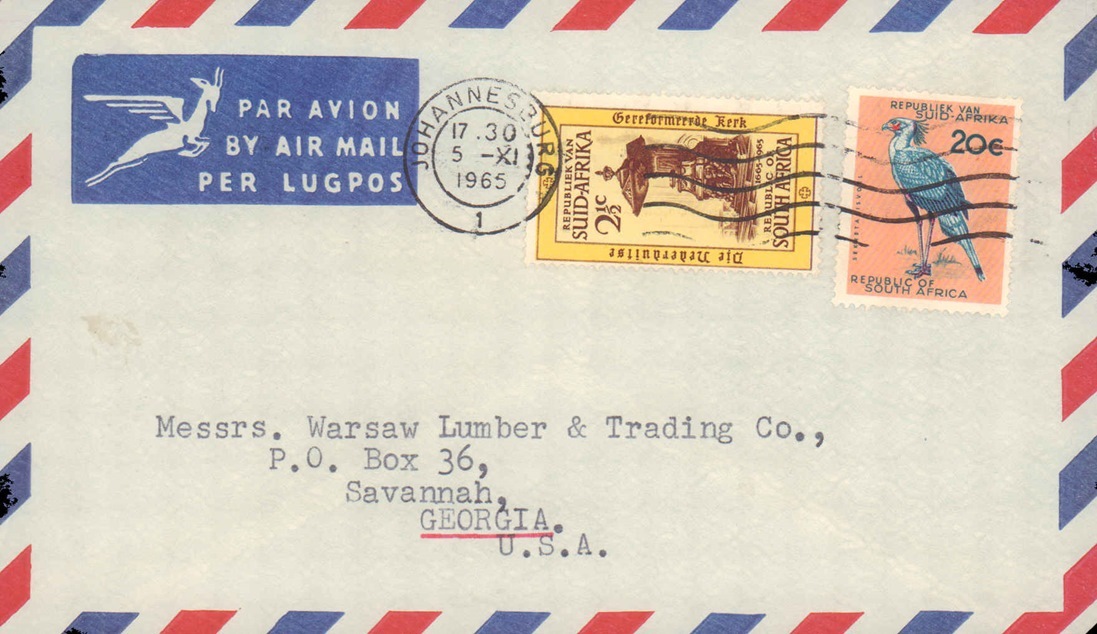 PAR AVION
BY AIR MAIL
PER LUGPOS
JOHANNESBURG
17.30
5 -XI
1965
1
Gereformeerde Kerk
REPUBLIEK VAN
SUID-AFRIKA
2½c
1665-1965
REPUBLIC OF
SOUTH AFRICA
Die Nederduitse
REPUBLIEK VAN
SUID-AFRIKA
20c
REPUBLIC OF
SOUTH AFRICA
Messrs. Warsaw Lumber & Trading Co.,
P.O. Box 36,
Savannah,
GEORGIA.
U.S.A.